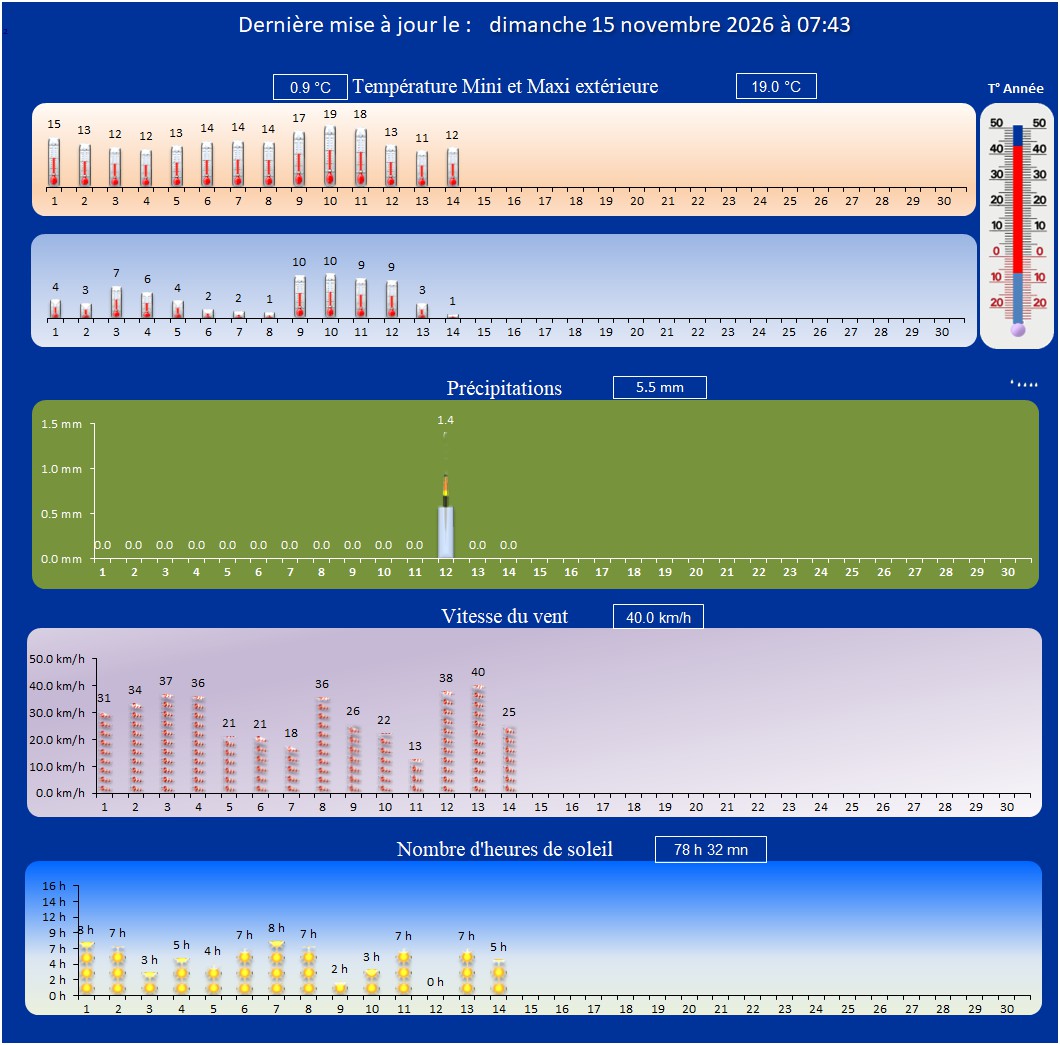 Dernière mise à jour le : dimanche 15 novembre 2026 à 07:43
0.9 °C Température Mini et Maxi extérieure 19.0 °C
T° Année
15 13 12 12 13 14 14 14 17 19 18 13 11 12
1 2 3 4 5 6 7 8 9 10 11 12 13 14 15 16 17 18 19 20 21 22 23 24 25 26 27 28 29 30
50 50
40 40
30 30
20 20
10 10
0 0
10 10
20 20
4 3 7 6 4 2 2 1 10 10 9 9 3 1
1 2 3 4 5 6 7 8 9 10 11 12 13 14 15 16 17 18 19 20 21 22 23 24 25 26 27 28 29 30
Précipitations 5.5 mm
1.5 mm
1.0 mm
0.5 mm
0.0 mm
0.0 0.0 0.0 0.0 0.0 0.0 0.0 0.0 0.0 0.0 0.0 1.4 0.0 0.0
1 2 3 4 5 6 7 8 9 10 11 12 13 14 15 16 17 18 19 20 21 22 23 24 25 26 27 28 29 30
Vitesse du vent 40.0 km/h
50.0 km/h
40.0 km/h
30.0 km/h
20.0 km/h
10.0 km/h
0.0 km/h
31 34 37 36 21 21 18 36 26 22 13 38 40 25
1 2 3 4 5 6 7 8 9 10 11 12 13 14 15 16 17 18 19 20 21 22 23 24 25 26 27 28 29 30
Nombre d'heures de soleil 78 h 32 mn
16 h
14 h
12 h
9 h
7 h
4 h
2 h
0 h
8 h 7 h 3 h 5 h 4 h 7 h 8 h 7 h 2 h 3 h 7 h 0 h 7 h 5 h
1 2 3 4 5 6 7 8 9 10 11 12 13 14 15 16 17 18 19 20 21 22 23 24 25 26 27 28 29 30